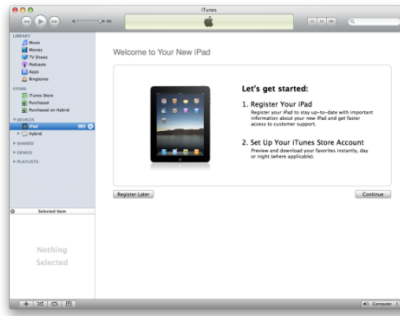 iTunes
LIBRARY
Music
Movies
TV Shows
Podcasts
Apps
Ringtones
STORE
iTunes Store
Purchased
Purchased on Hybrid
DEVICES
iPad
Hybrid
SHARED
GENIUS
PLAYLISTS
Selected Item
Nothing
Selected
Welcome to Your New iPad
Let's get started:
1. Register Your iPad
Register your iPad to stay up-to-date with important
information about your new iPad and get faster
access to customer support.
2. Set Up Your iTunes Store Account
Preview and download your favorites instantly, day
or night (where applicable).
Register Later
Continue
Computer